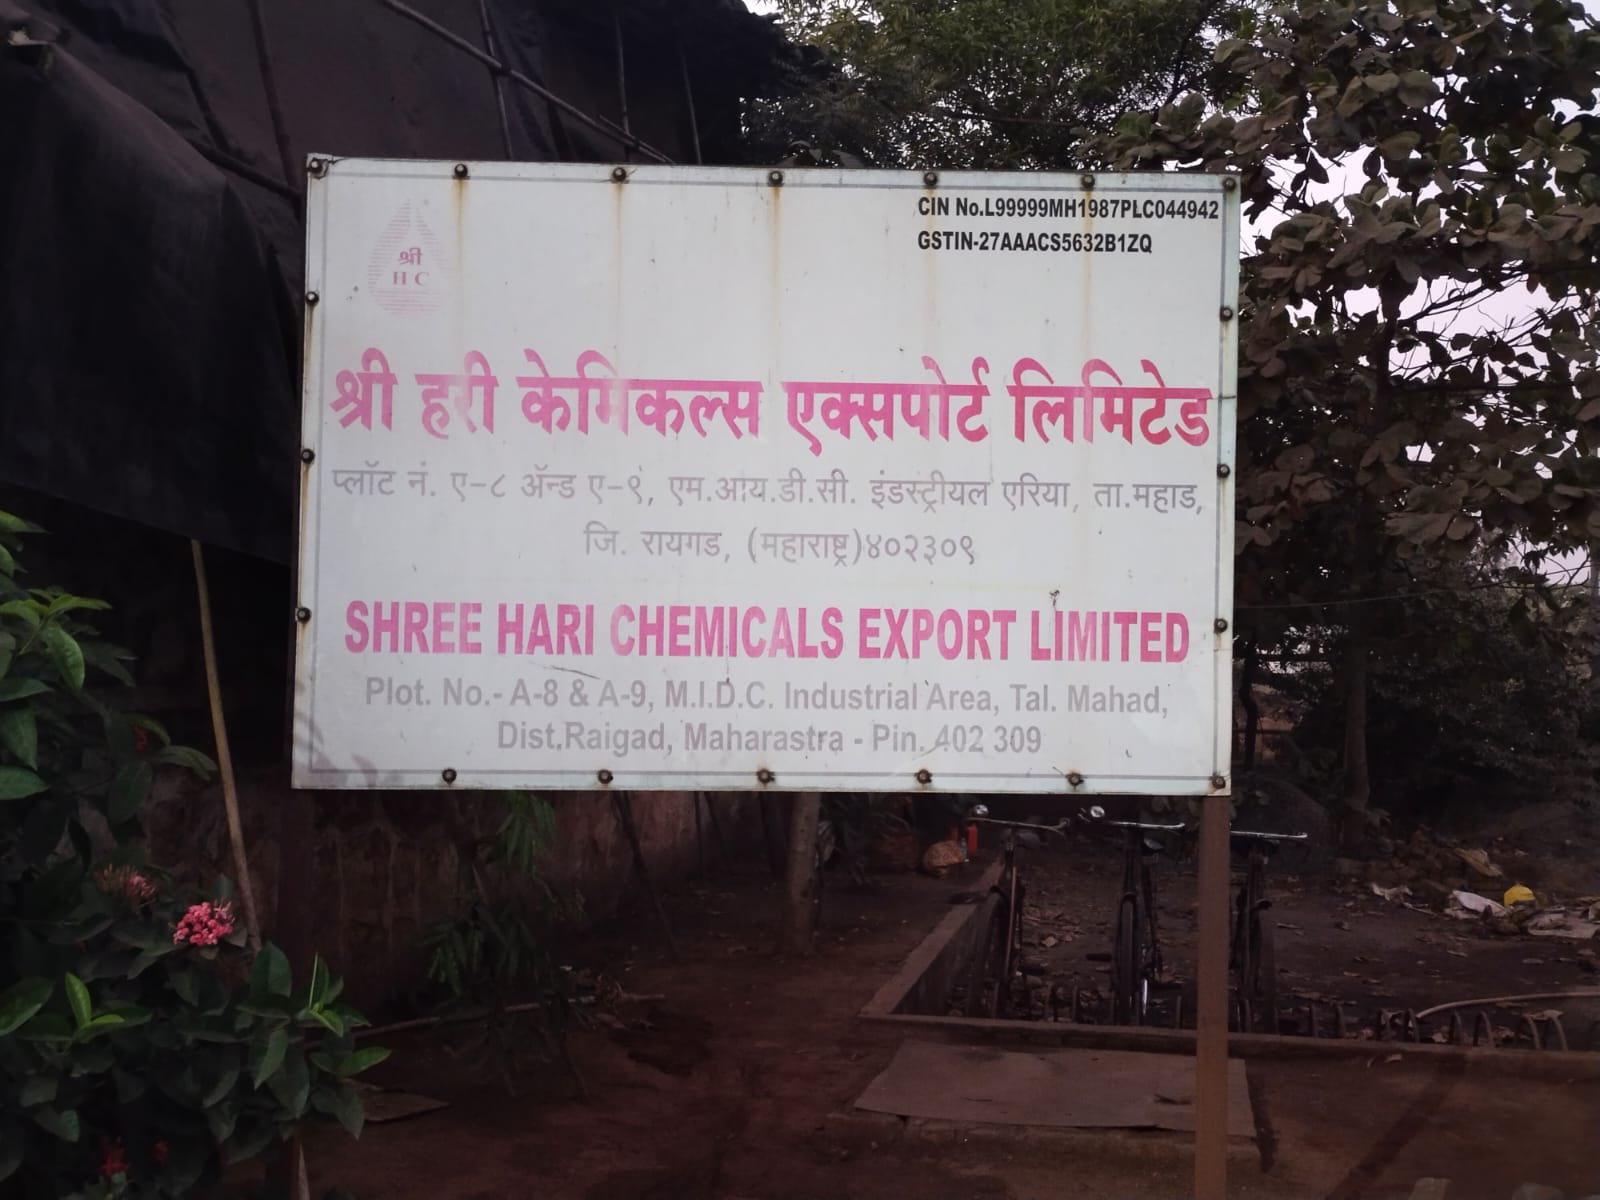 CIN No.L99999MH1987PLC044942
GSTIN-27AAACS5632B1ZQ
श्री
H C
श्री हरी केमिकल्स एक्सपोर्ट लिमिटेड
प्लॉट नं. ए-८ ॲन्ड ए-९, एम.आय.डी.सी. इंडस्ट्रीयल एरिया, ता.महाड,
जि. रायगड, (महाराष्ट्र)४०२३०९
SHREE HARI CHEMICALS EXPORT LIMITED
Plot. No.- A-8 & A-9, M.I.D.C. Industrial Area, Tal. Mahad,
Dist.Raigad, Maharastra - Pin. 402 309